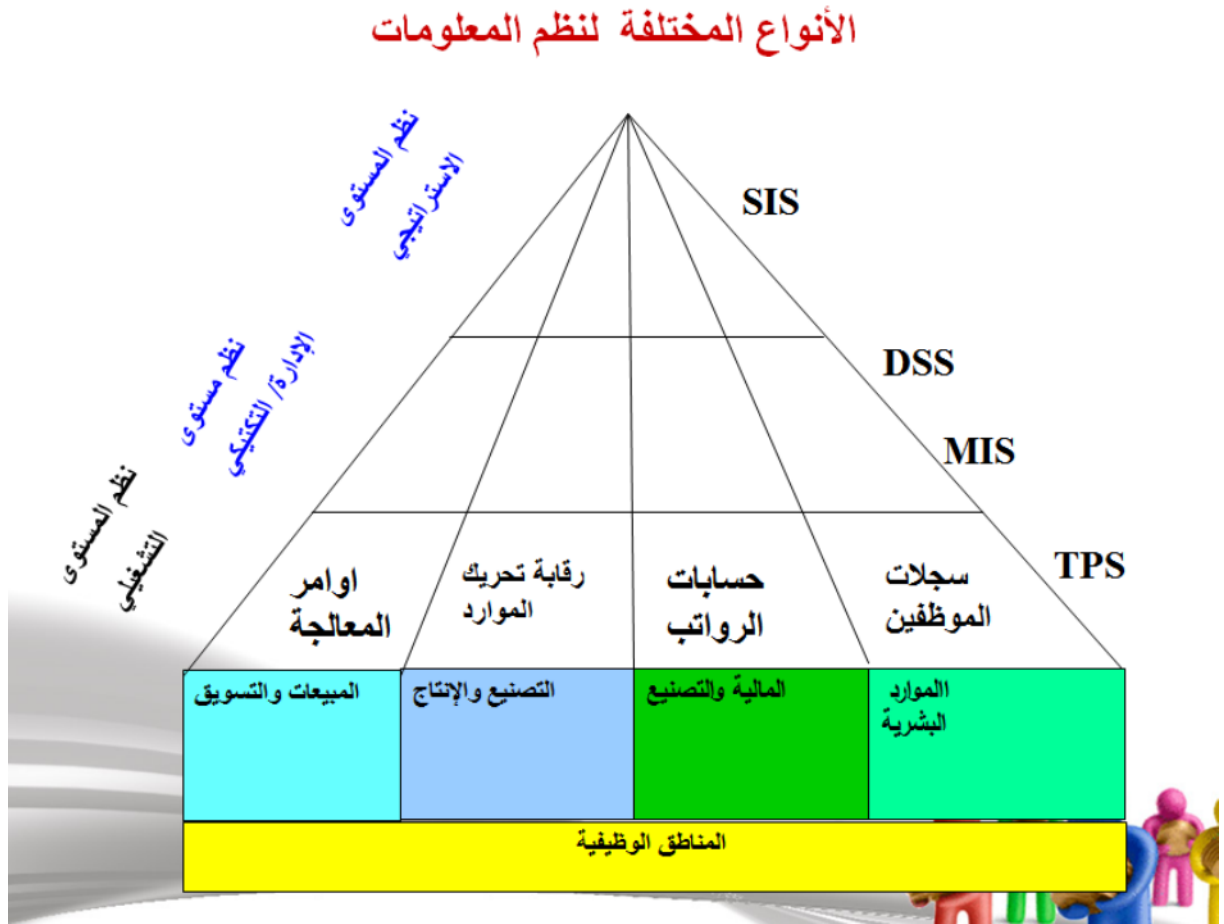 الأنواع المختلفة لنظم المعلومات
نظم المستوى
الاستراتيجي
SIS
نظم مستوى
الإدارة/ التكتيكي
DSS
MIS
نظم المستوى
التشغيلي
TPS
سجلات
الموظفين
حسابات
الرواتب
رقابة تحريك
الموارد
اوامر
المعالجة
االموارد
البشرية
المالية والتصنيع
التصنيع والإنتاج
المبيعات والتسويق
المناطق الوظيفية